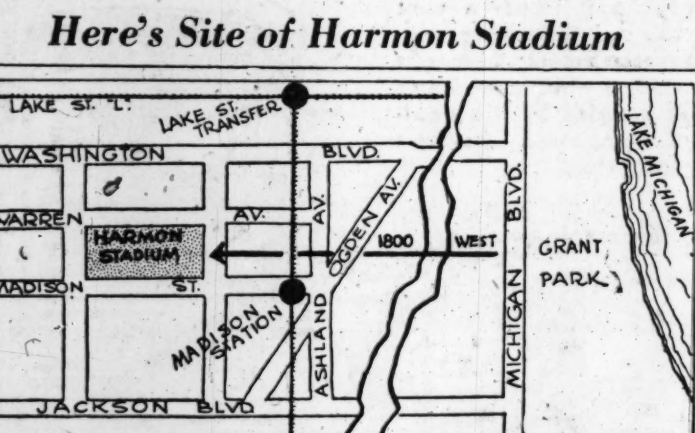 Here's Site of Harmon Stadium
LAKE ST. "L".
LAKE ST.
TRANSFER
WASHINGTON
BLVD.
WARREN
AV.
AV.
OGDEN AV.
HARMON
STADIUM
1800
WEST
MICHIGAN BLVD.
GRANT
PARK
LAKE MICHIGAN
MADISON
ST.
MADISON
STATION
ASHLAND
JACKSON BLVD